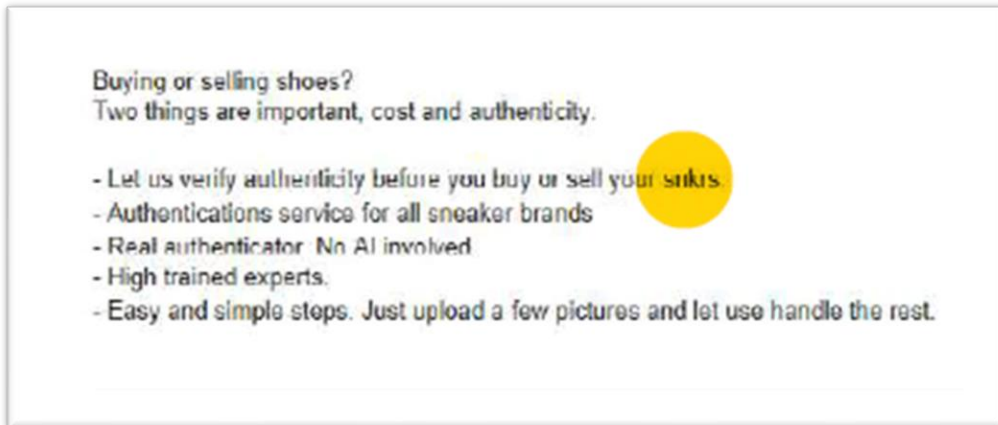 Buying or selling shoes?
Two things are important, cost and authenticity.
- Let us verify authenticity before you buy or sell your snkrs.
- Authentications service for all sneaker brands
- Real authenticator. No AI involved
- High trained experts.
- Easy and simple steps. Just upload a few pictures and let use handle the rest.